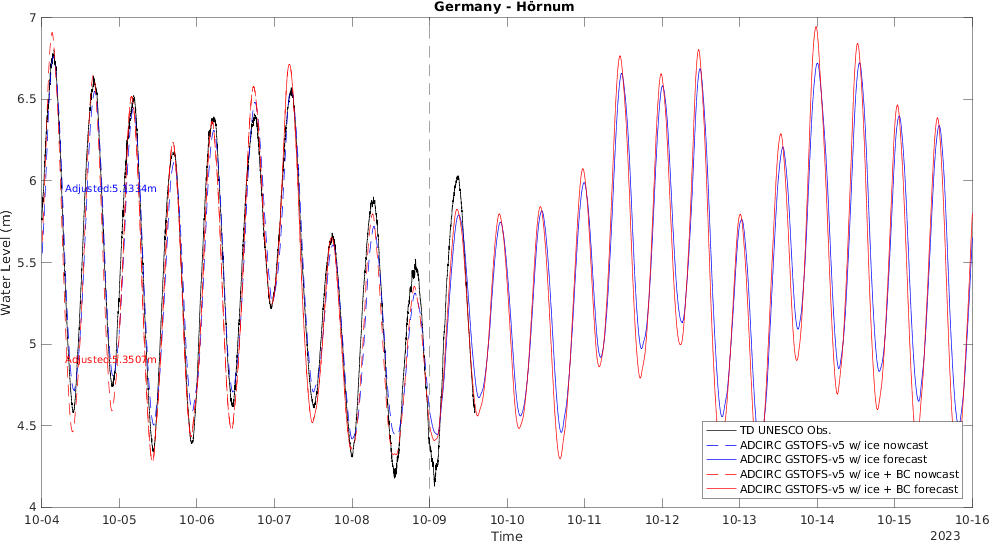 Germany - Hörnum
7
6.5
6
5.5
5
4.5
4
Water Level (m)
Adjusted:5.1334m
Adjusted:5.3507m
TD UNESCO Obs.
ADCIRC GSTOFS-v5 w/ ice nowcast
ADCIRC GSTOFS-v5 w/ ice forecast
ADCIRC GSTOFS-v5 w/ ice + BC nowcast
ADCIRC GSTOFS-v5 w/ ice + BC forecast
10-04 10-05 10-06 10-07 10-08 10-09 10-10 10-11 10-12 10-13 10-14 10-15 10-16
Time
2023